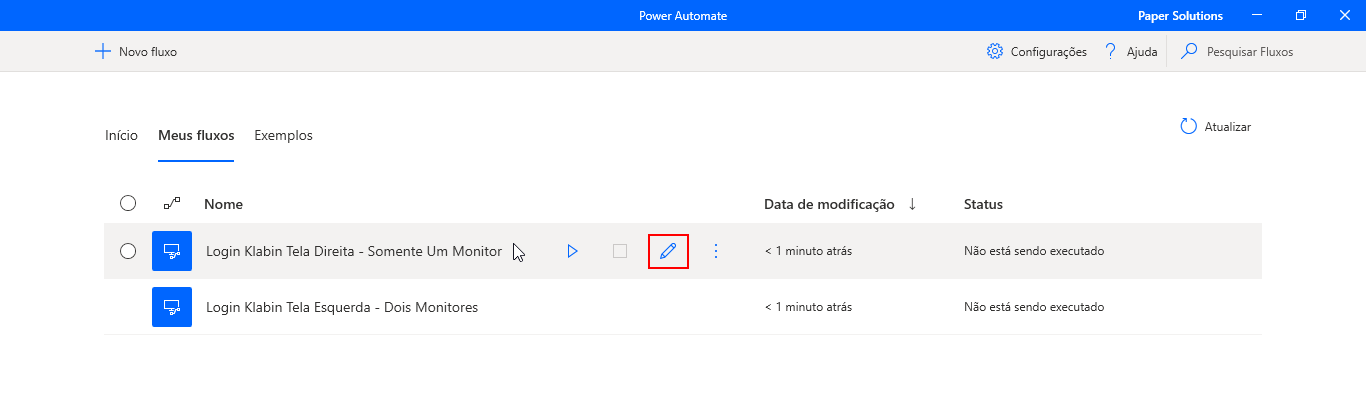 Power Automate Paper Solutions
Novo fluxo Configurações Ajuda Pesquisar Fluxos
Início Meus fluxos Exemplos Atualizar
Nome Data de modificação Status
Login Klabin Tela Direita - Somente Um Monitor < 1 minuto atrás Não está sendo executado
Login Klabin Tela Esquerda - Dois Monitores < 1 minuto atrás Não está sendo executado